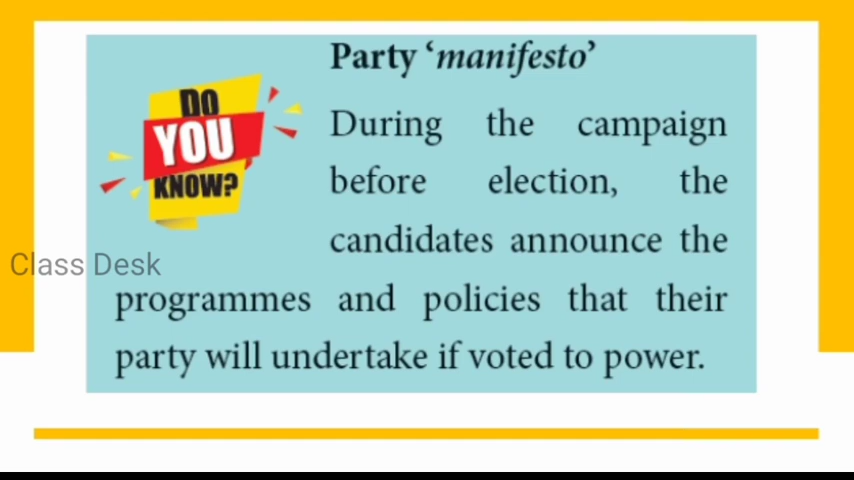 Party ‘manifesto’
DO
YOU
KNOW?
During the campaign
before election, the
candidates announce the
Class Desk
programmes and policies that their
party will undertake if voted to power.